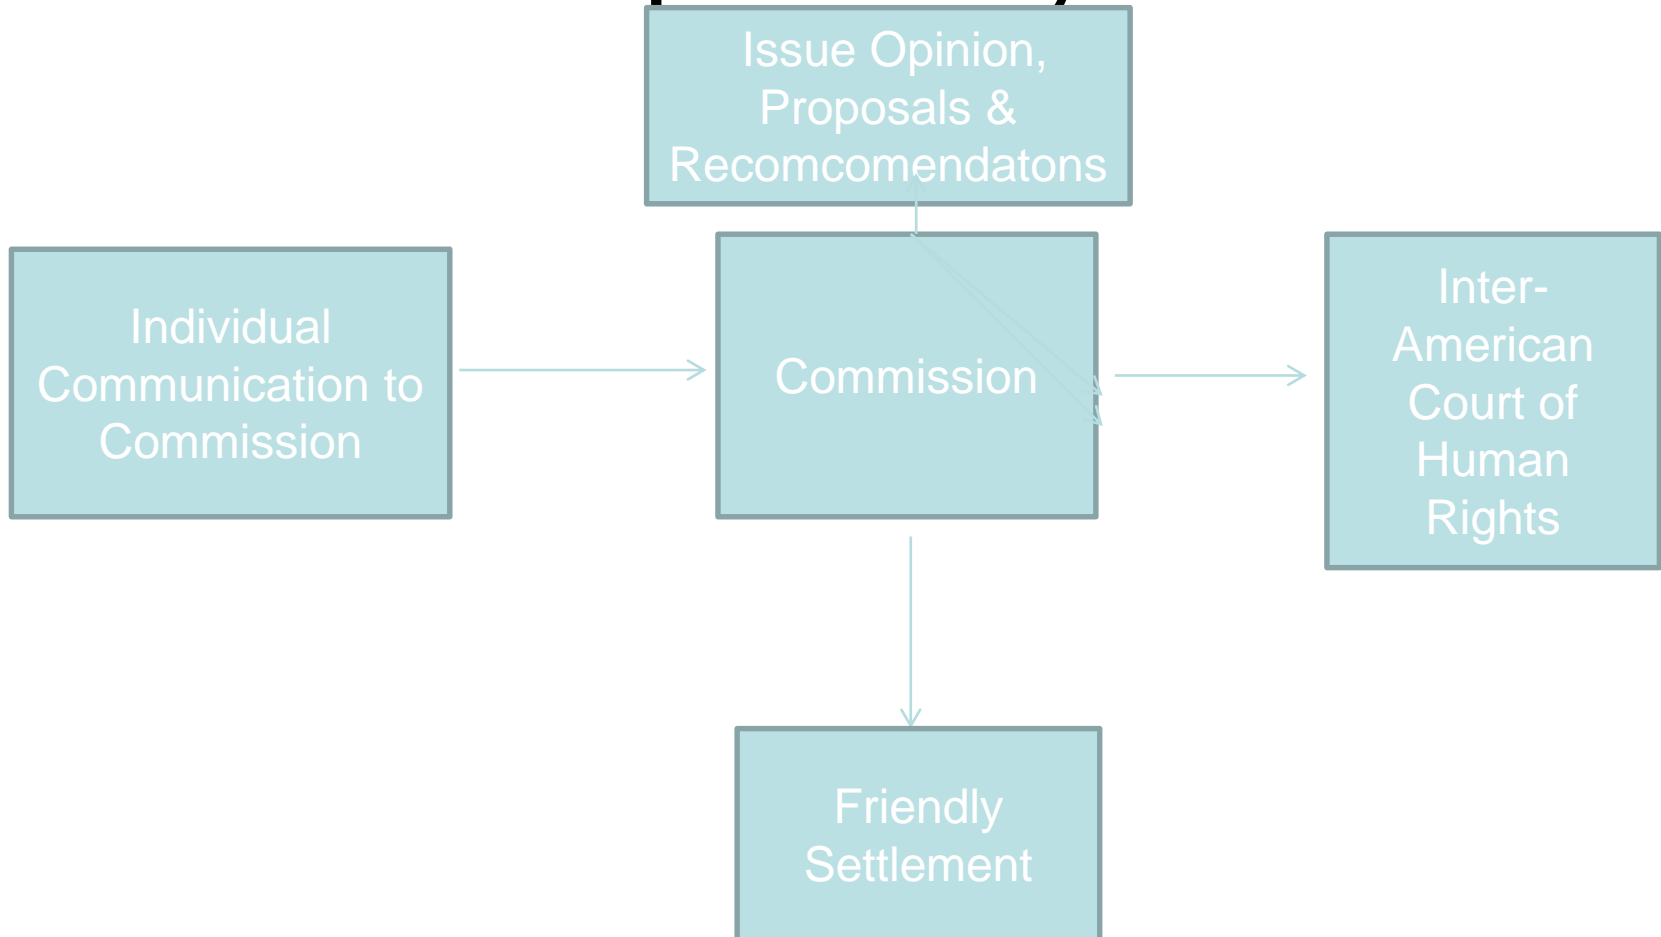 Issue Opinion,
Proposals &
Recomcomendatons
Individual
Communication to
Commission
Commission
Inter-
American
Court of
Human
Rights
Friendly
Settlement